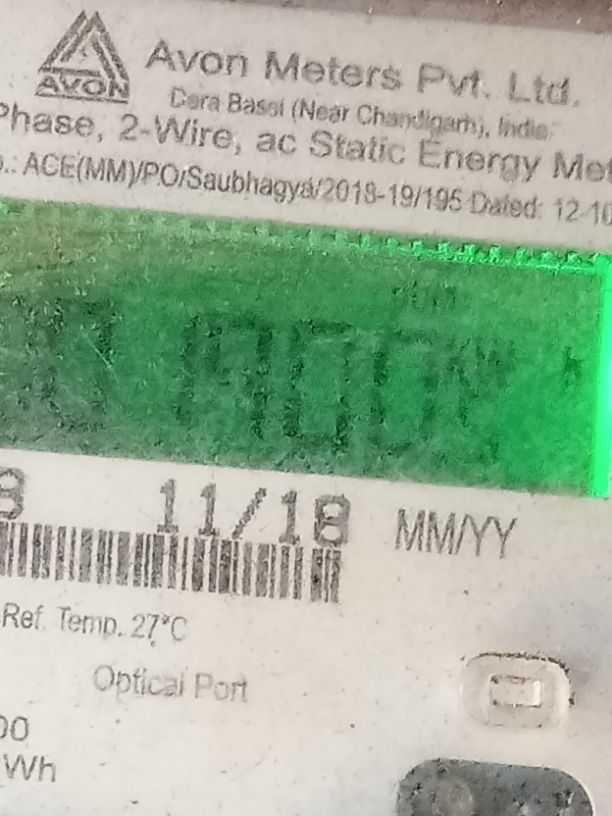 AVON
Avon Meters Pvt. Ltd.
Dera Bassi (Near Chandigarh), India
Phase, 2-Wire, ac Static Energy Met
.: ACE(MM)/PO/Saubhagya/2018-19/195 Dated: 12-10
8 11/18 MM/YY
Ref. Temp. 27°C
Optical Port
00
Wh